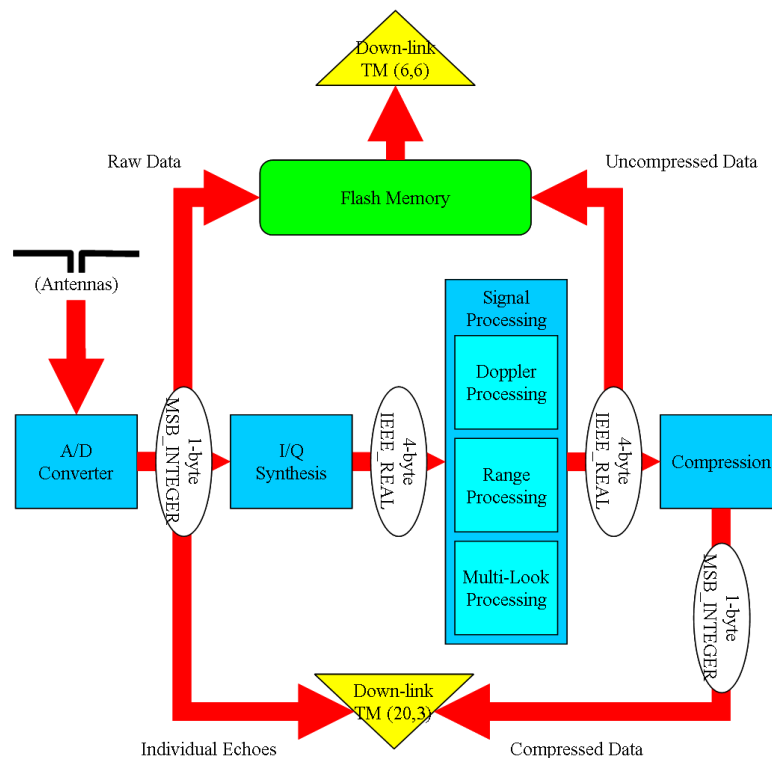 Down-link
TM (6,6)
Raw Data
Uncompressed Data
Flash Memory
(Antennas)
Signal
Processing
Doppler
Processing
A/D
Converter
1-byte
MSB_INTEGER
I/Q
Synthesis
4-byte
IEEE_REAL
Range
Processing
4-byte
IEEE_REAL
Compression
Multi-Look
Processing
1-byte
MSB_INTEGER
Down-link
TM (20,3)
Individual Echoes
Compressed Data